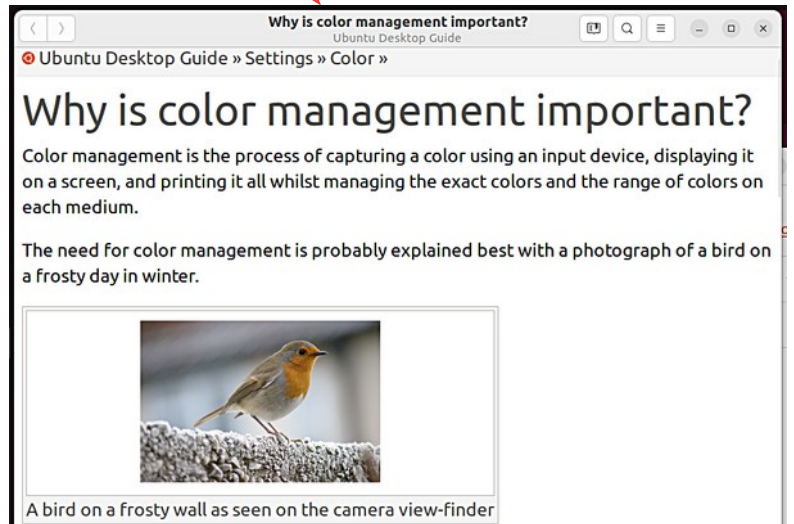 Why is color management important?
Ubuntu Desktop Guide
Ubuntu Desktop Guide » Settings » Color »
Why is color management important?
Color management is the process of capturing a color using an input device, displaying it
on a screen, and printing it all whilst managing the exact colors and the range of colors on
each medium.
The need for color management is probably explained best with a photograph of a bird on
a frosty day in winter.
A bird on a frosty wall as seen on the camera view-finder